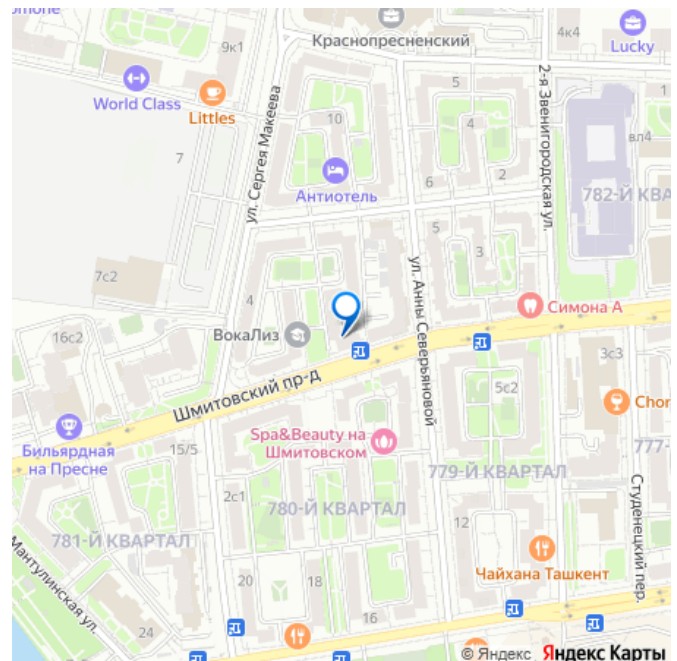 Краснопресненский
4к4
Lucky
9к1
World Class
Littles
ул. Сергея Макеева
10
5
4
2-я Звенигородская ул.
1
вл4
7
Антиотель
6
2
782-Й КВА
5
3
ул. Анны Северьяновой
7с2
4
Симона А
16с2
ВокаЛиз
Шмитовский пр-д
3с3
5с2
Chor
Бильярдная
на Пресне
15/5
Spa&Beauty на
Шмитовском
779-Й КВАРТАЛ
777-
2с1
780-Й КВАРТАЛ
781-Й КВАРТАЛ
12
Студенецкий пер.
Мантулинская ул.
Чайхана Ташкент
20
18
16
24
© Яндекс Яндекс Карты